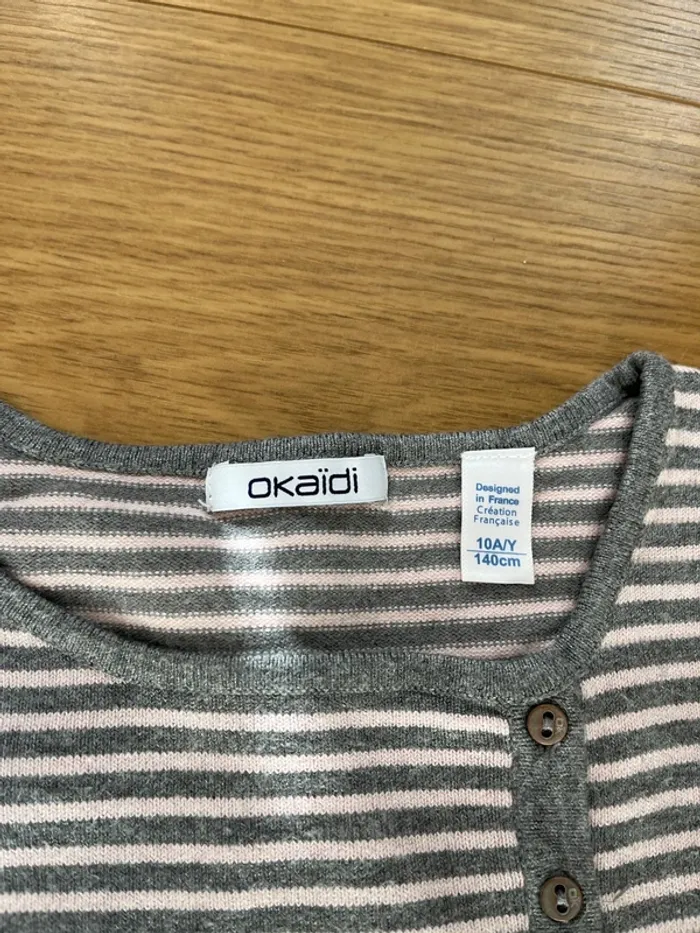 okaïdi
Designed
in France
Création
Française
10A/Y
140cm